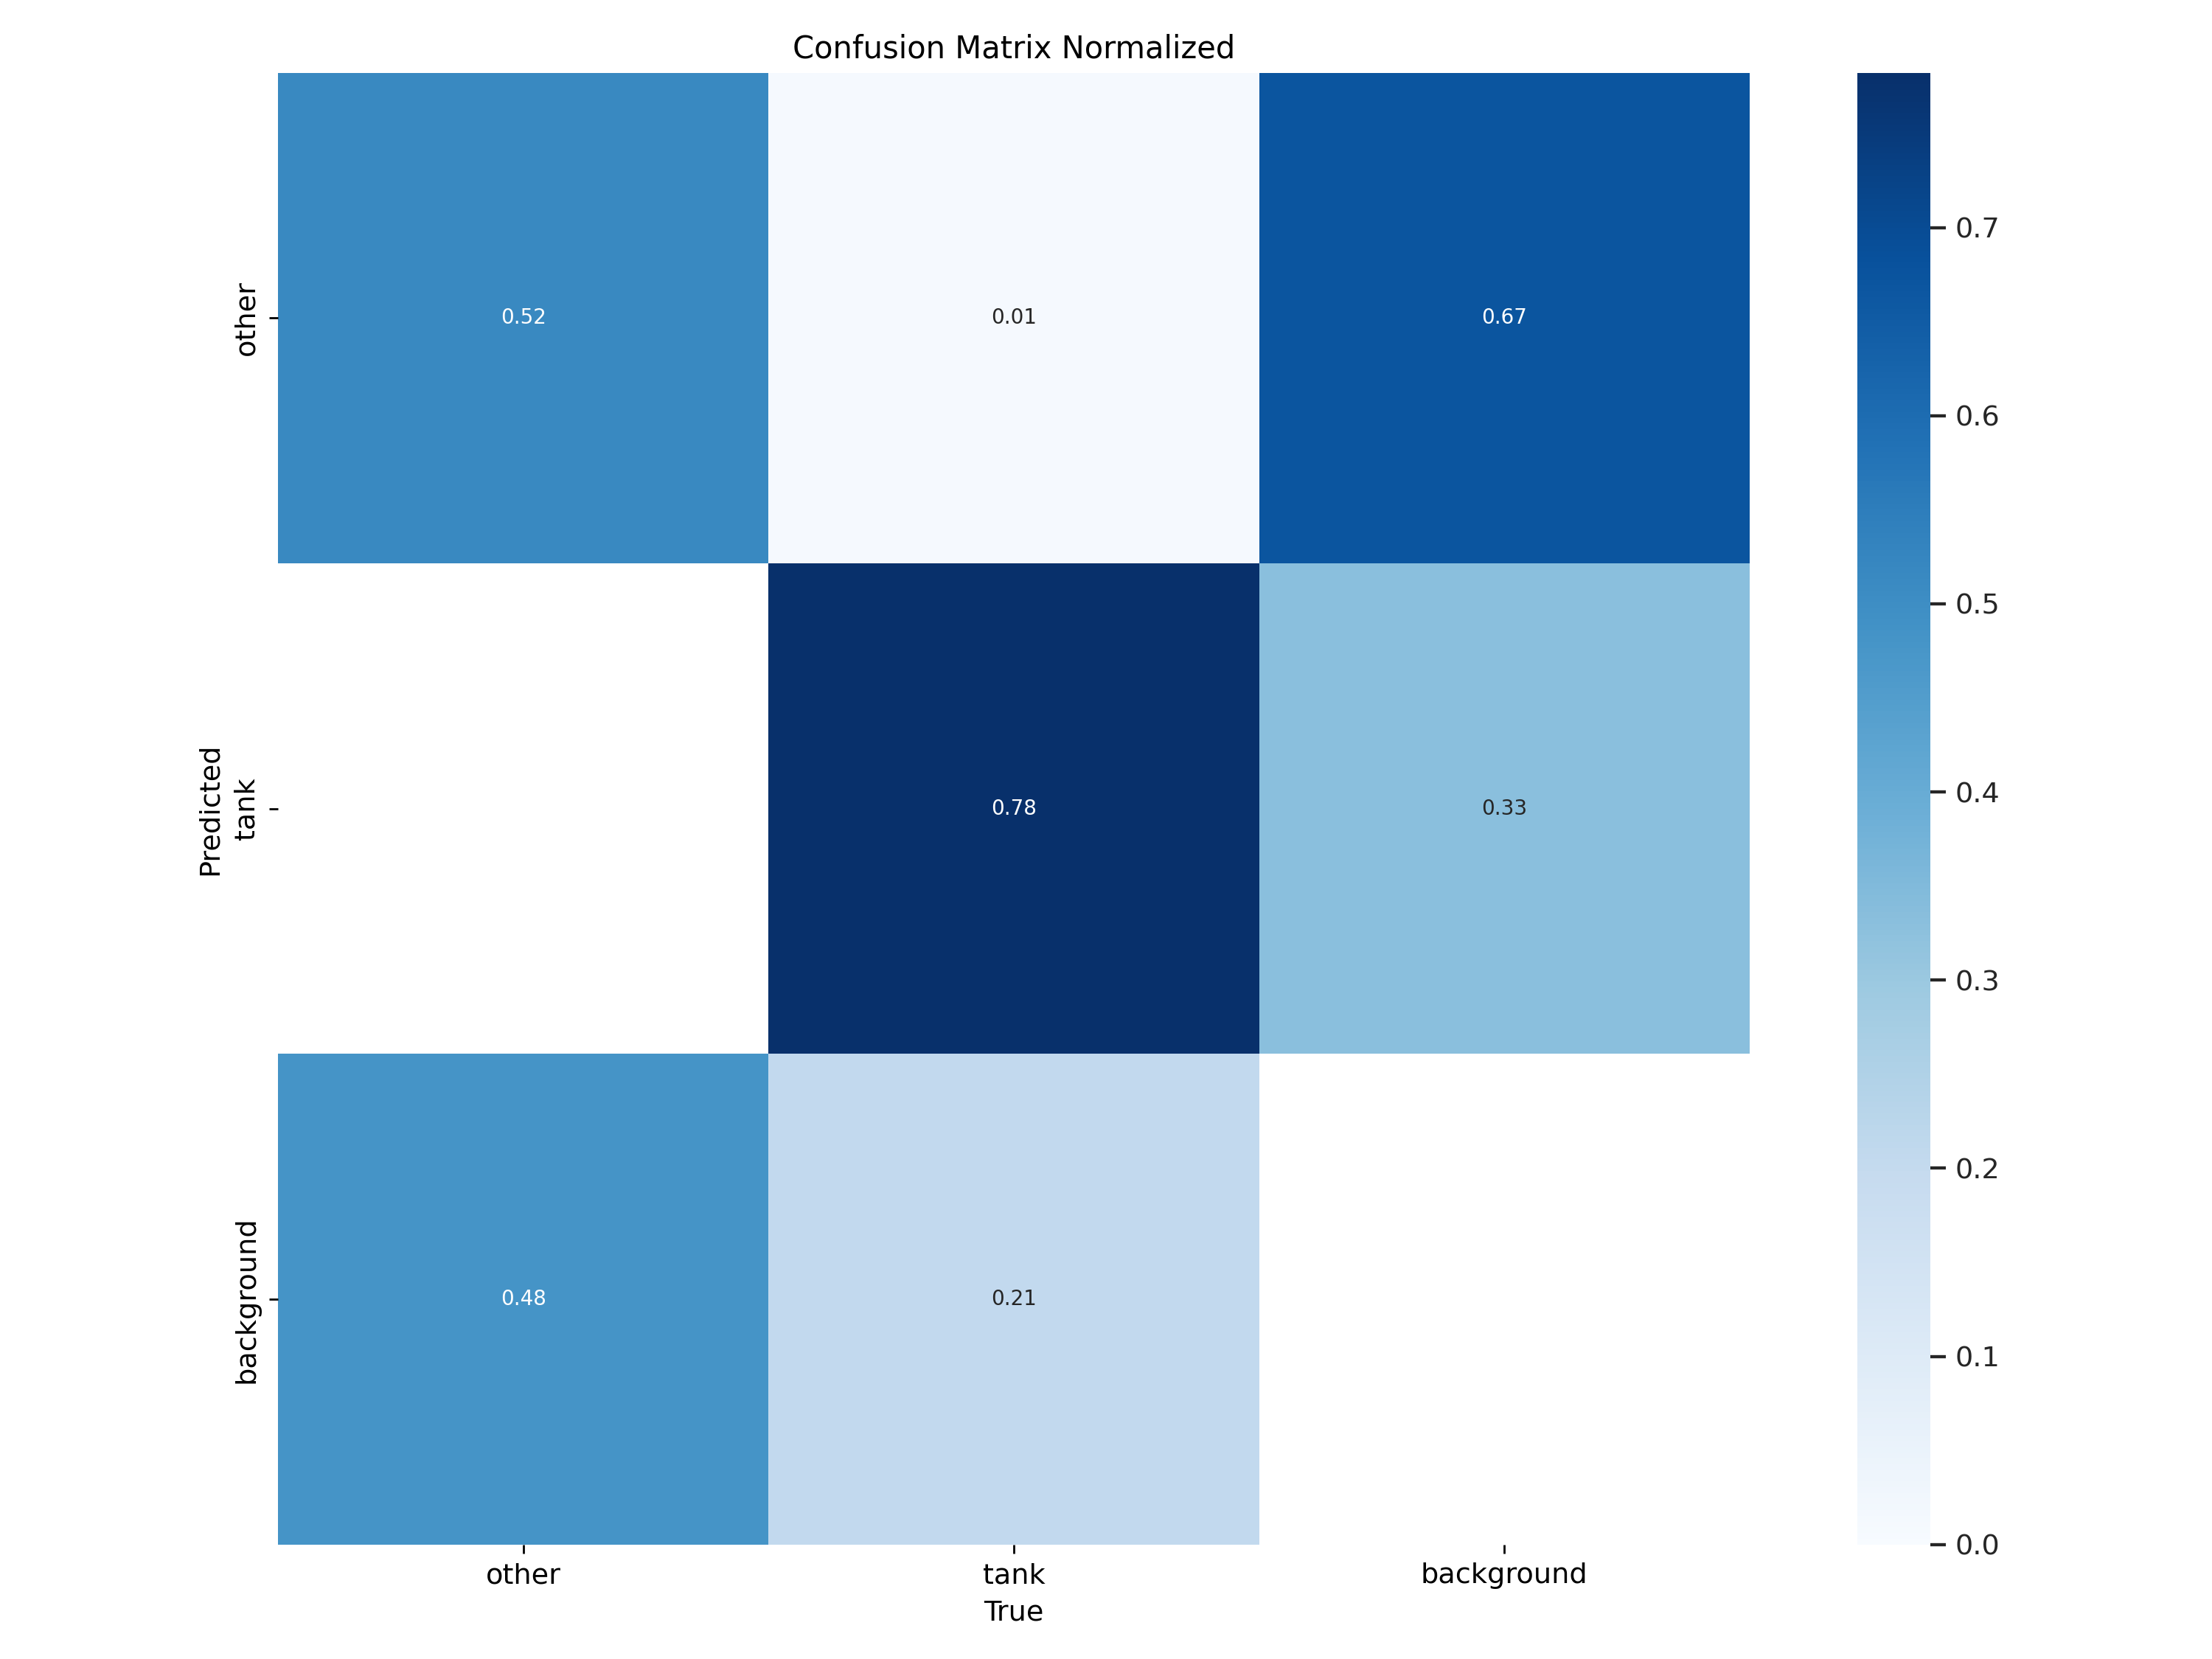 Confusion Matrix Normalized
other
0.52
0.01
0.67
Predicted
tank
0.78
0.33
background
0.48
0.21
other
tank
background
True
0.7
0.6
0.5
0.4
0.3
0.2
0.1
0.0